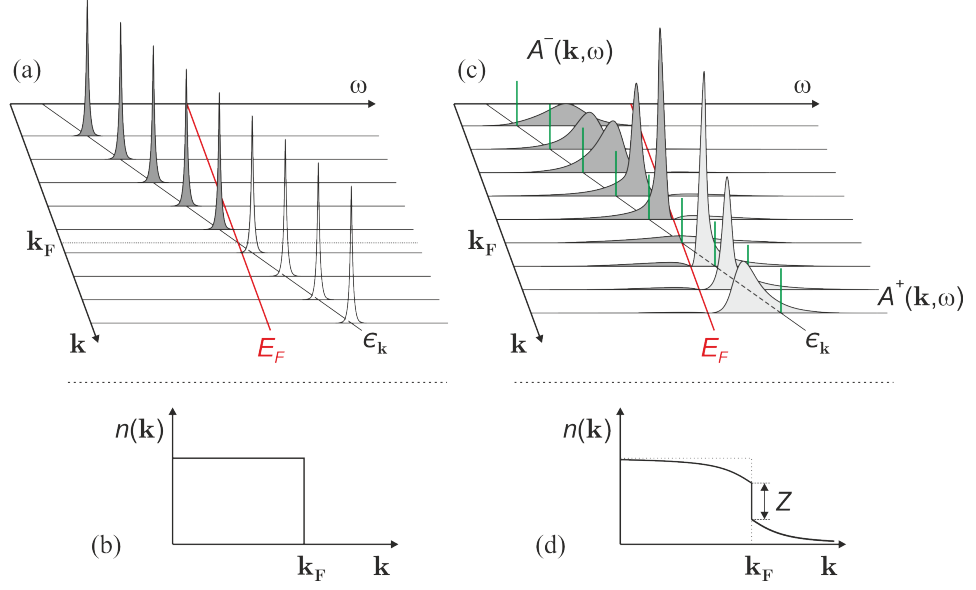 (a)
ω
k_F
k
E_F
ϵ_k
n(k)
(b)
k_F
k
(c)
A⁻(k,ω)
ω
k_F
A⁺(k,ω)
k
E_F
ϵ_k
n(k)
Z
(d)
k_F
k